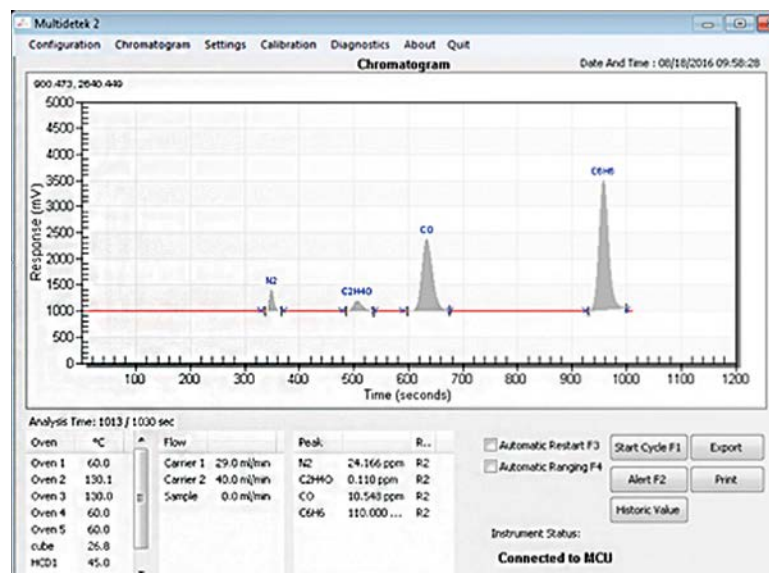 Multidetek 2
Configuration Chromatogram Settings Calibration Diagnostics About Quit
Chromatogram Date And Time : 08/18/2016 09:58:28
900.473, 2640.449
5000
4500
4000
3500
3000
2500
2000
1500
1000
500
0
Response (mV)
N2
C2H4O
CO
C6H6
0 100 200 300 400 500 600 700 800 900 1000 1100 1200
Time (seconds)
Analysis Time: 1013 / 1030 sec
Oven °C
Oven 1 60.0
Oven 2 130.1
Oven 3 130.0
Oven 4 60.0
Oven 5 60.0
cube 26.8
HCD1 45.0
Flow
Carrier 1 29.0 ml/min
Carrier 2 40.0 ml/min
Sample 0.0 ml/min
Peak R..
N2 24.166 ppm R2
C2H4O 0.110 ppm R2
CO 10.548 ppm R2
C6H6 110.000 ... R2
Automatic Restart F3
Automatic Ranging F4
Start Cycle F1 Export
Alert F2 Print
Historic Value
Instrument Status:
Connected to MCU